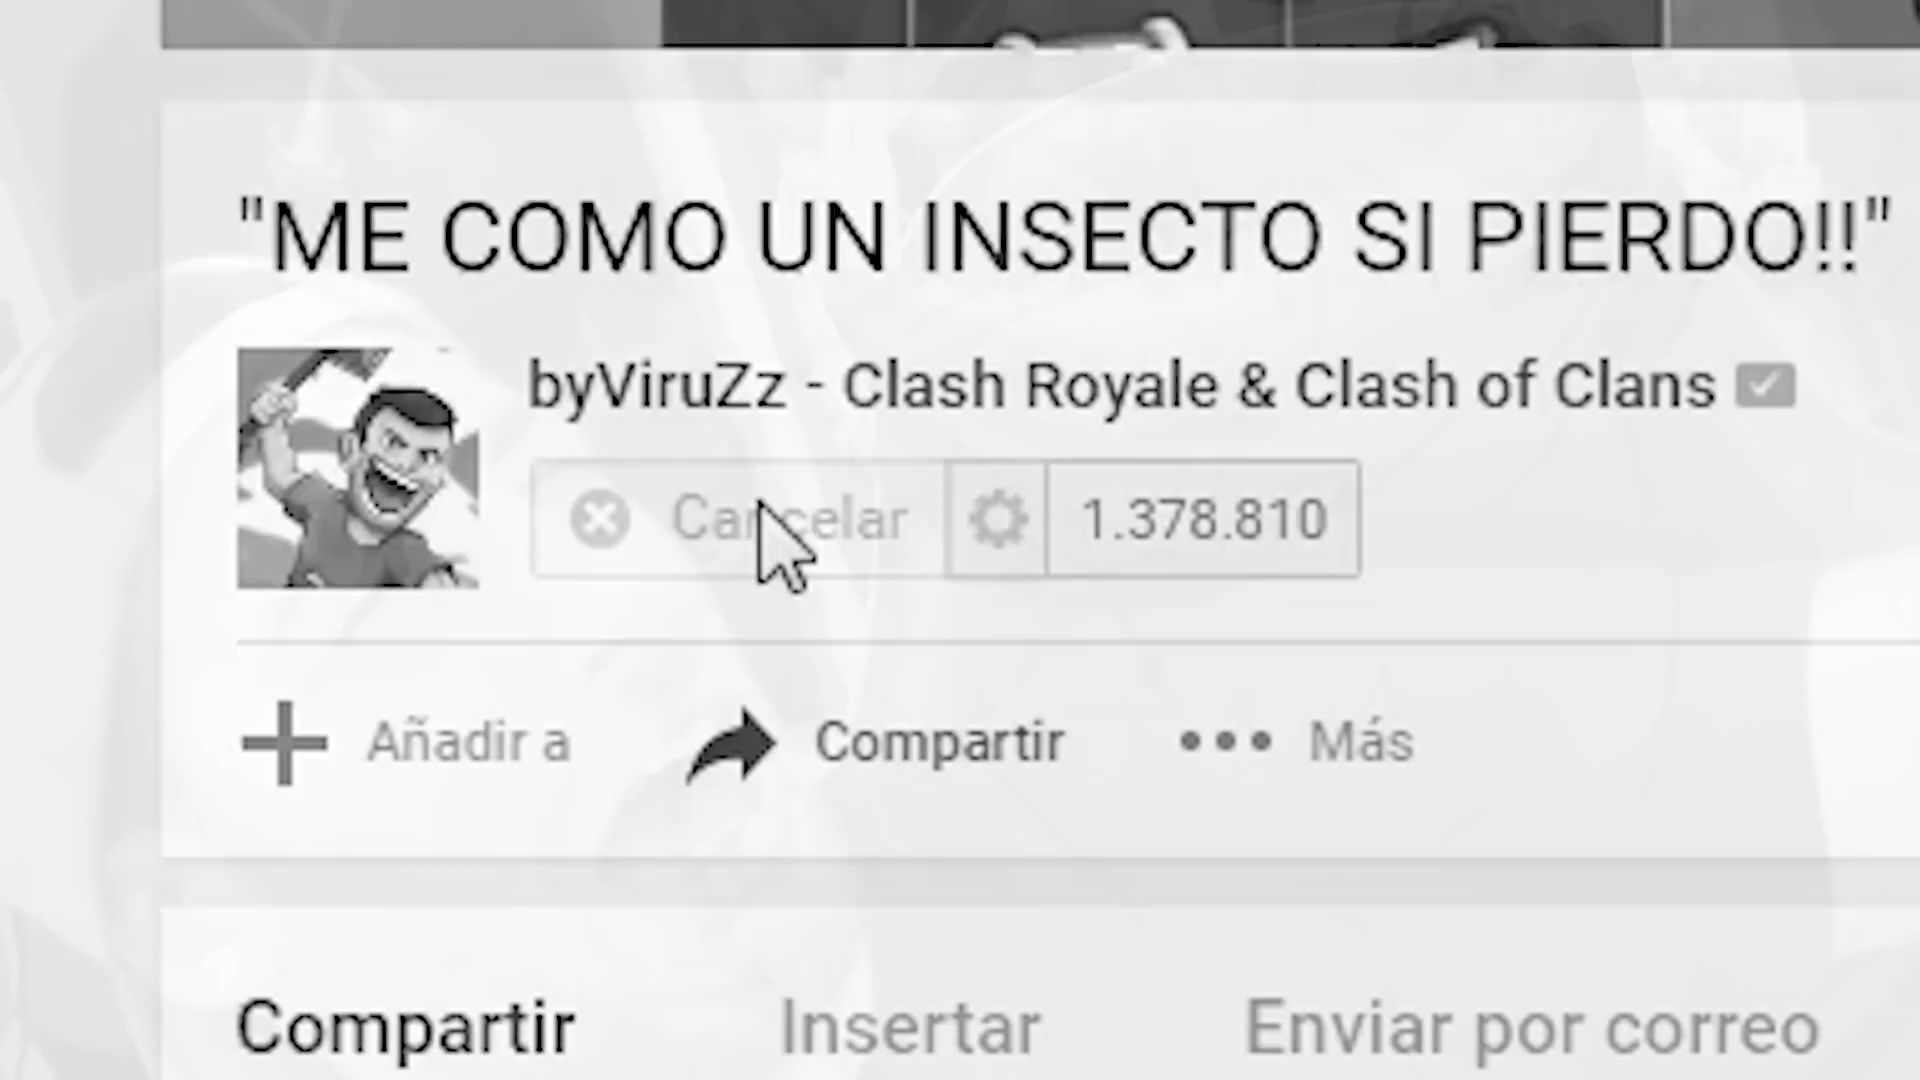 "ME COMO UN INSECTO SI PIERDO!!"
byViruZz - Clash Royale & Clash of Clans
Cancelar 1.378.810
Añadir a Compartir Más
Compartir Insertar Enviar por correo